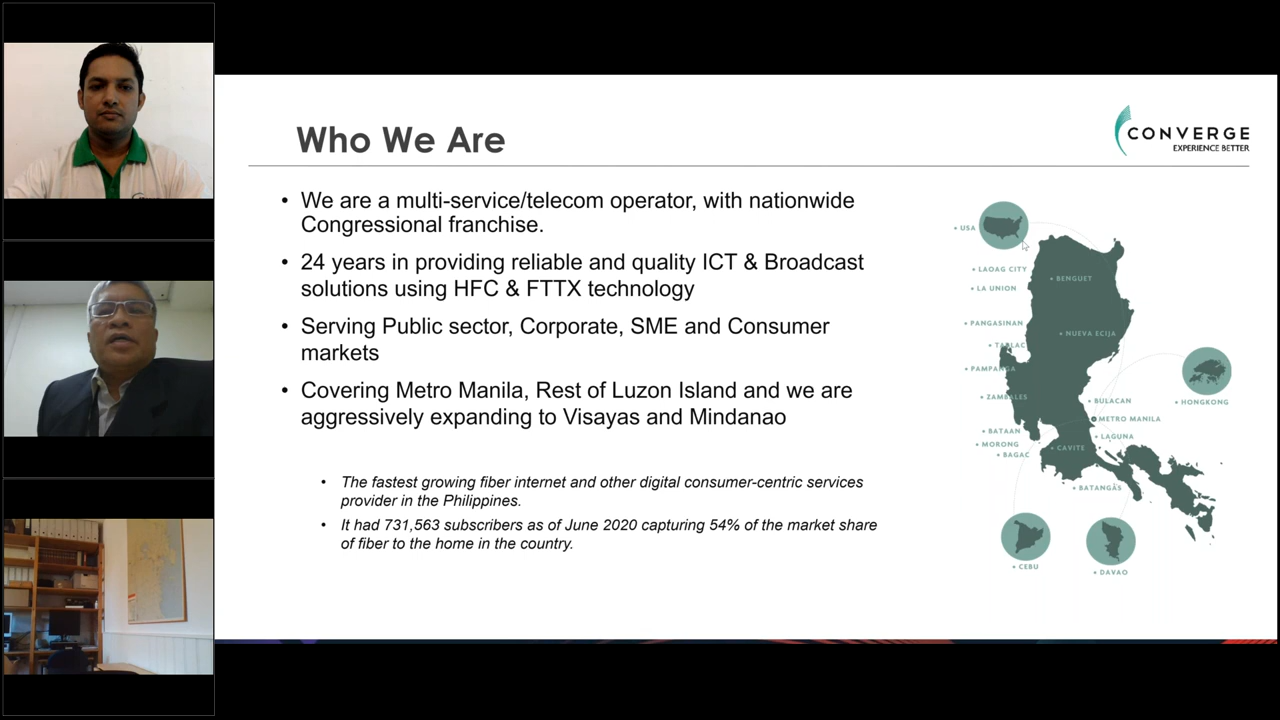 Who We Are
CONVERGE
EXPERIENCE BETTER
• We are a multi-service/telecom operator, with nationwide
Congressional franchise.
• 24 years in providing reliable and quality ICT & Broadcast
solutions using HFC & FTTX technology
• Serving Public sector, Corporate, SME and Consumer
markets
• Covering Metro Manila, Rest of Luzon Island and we are
aggressively expanding to Visayas and Mindanao
• The fastest growing fiber internet and other digital consumer-centric services
provider in the Philippines.
• It had 731,563 subscribers as of June 2020 capturing 54% of the market share
of fiber to the home in the country.
• USA
• LAOAG CITY
• BENGUET
• LA UNION
• PANGASINAN
• NUEVA ECIJA
• TARLAC
• PAMPANGA
• ZAMBALES
• BULACAN
• HONGKONG
• METRO MANILA
• BATAAN
• LAGUNA
• MORONG
• CAVITE
• BAGAC
• BATANGAS
• CEBU
• DAVAO